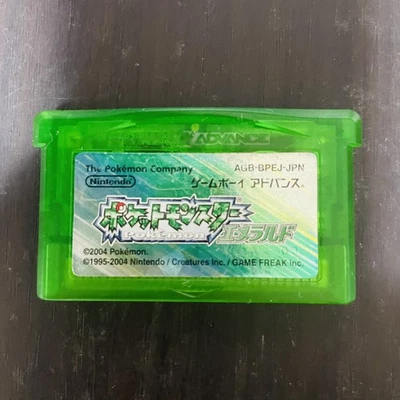 ADVANCE
The Pokémon Company AGB-BPEJ-JPN
Nintendo ゲームボーイ アドバンス®
ポケットモンスター
Pokémon エメラルド
©2004 Pokémon.
©1995-2004 Nintendo / Creatures inc. / GAME FREAK inc.